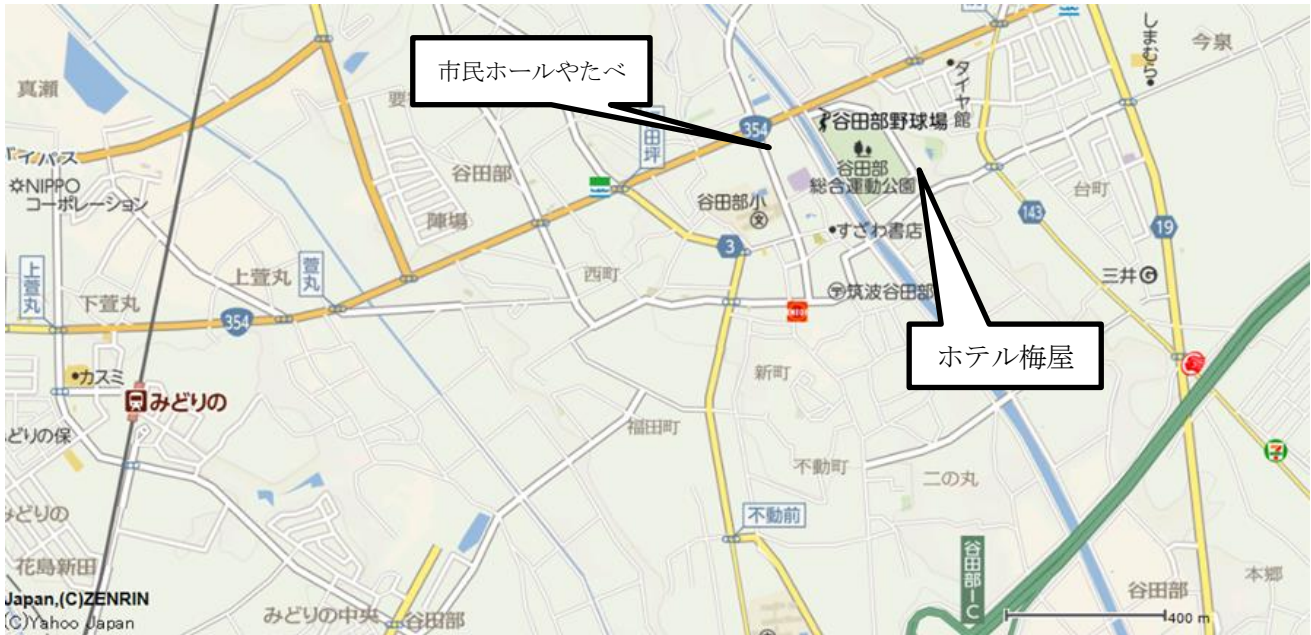 真瀬
イパス
NIPPO
コーポレーション
上萱丸
下萱丸
カスミ
みどりの
みどりの保
みどりの
花島新田
Japan,(C)ZENRIN
(C)Yahoo Japan
上萱丸
萱丸
354
陣場
谷田部
市民ホールやたべ
田坪
354
谷田部小
文
3
西町
福田町
新町
不動町
不動前
みどりの中央
谷田部
谷田部野球場
谷田部
総合運動公園
すざわ書店
〒筑波谷田部
ホテル梅屋
タイヤ館
しまむら
今泉
台町
143
19
三井
G
7
二の丸
谷田部IC
谷田部
本郷
400 m